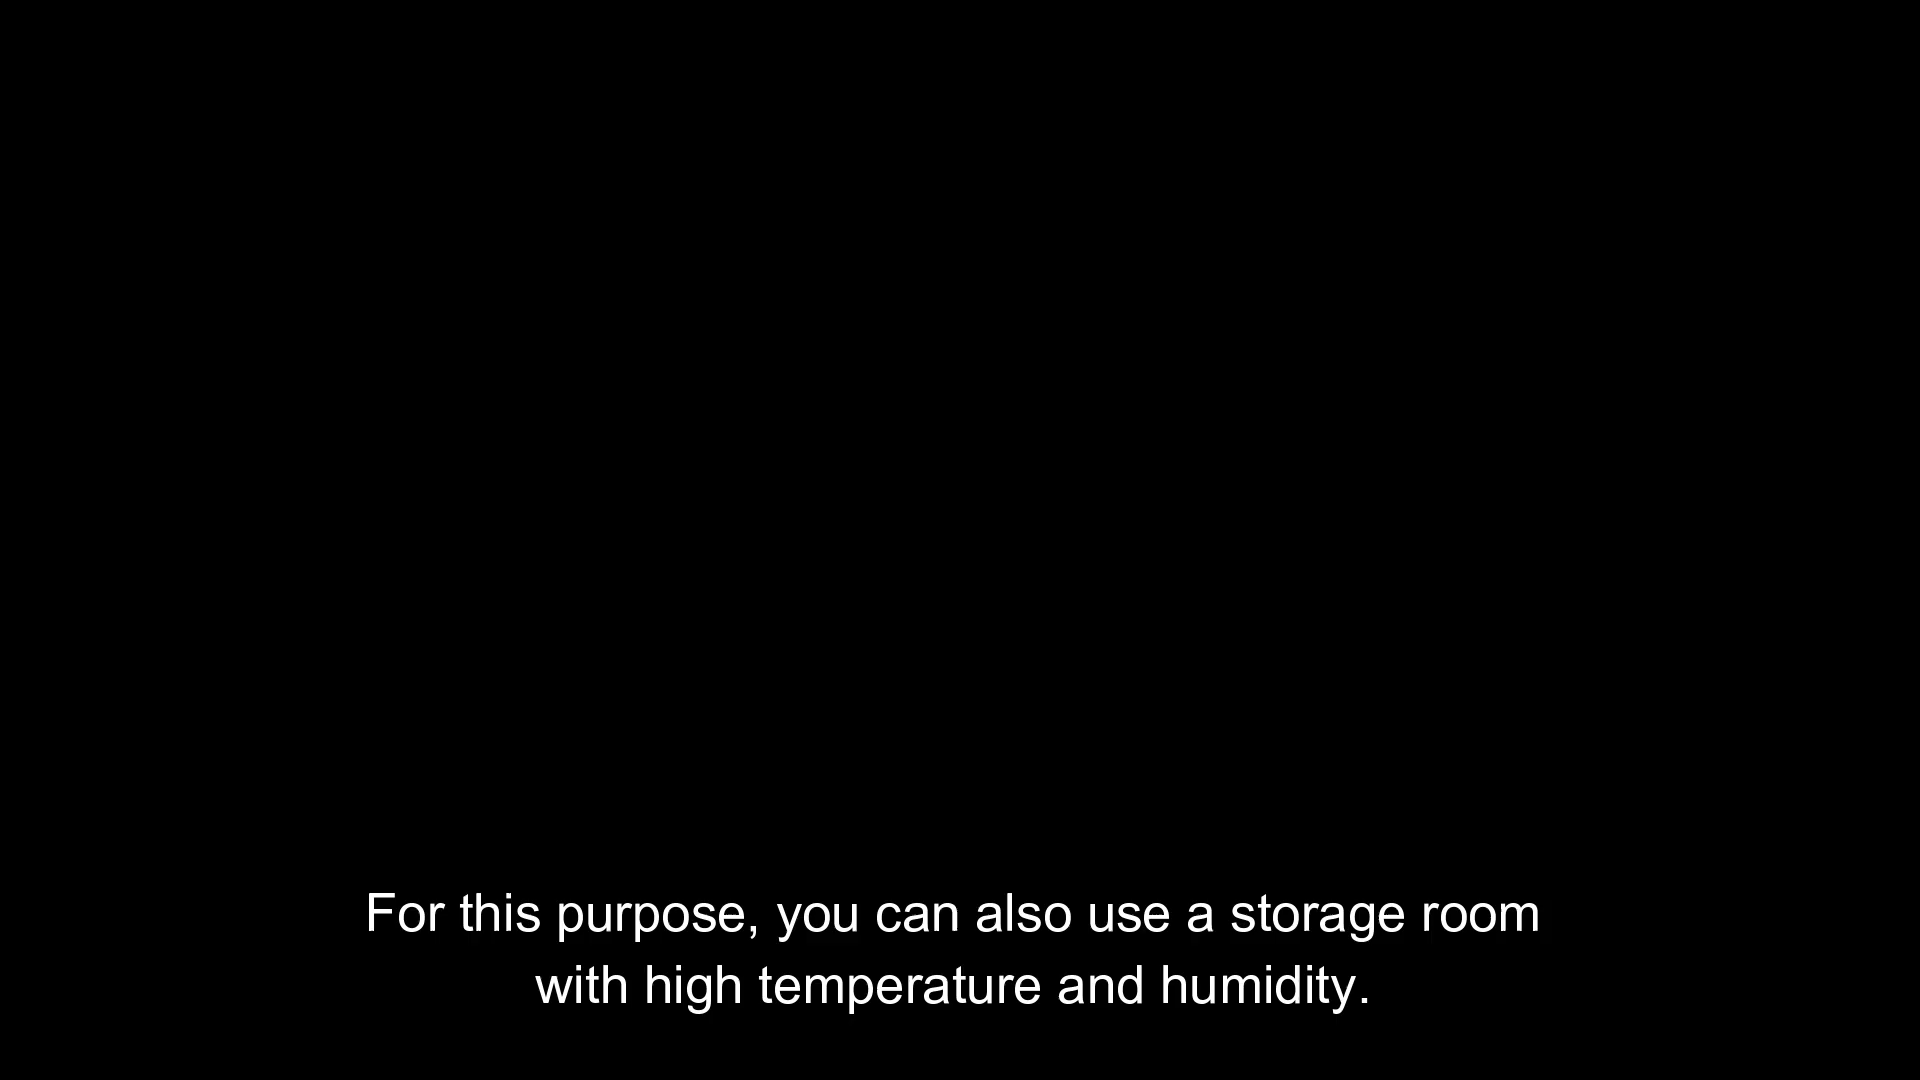 For this purpose, you can also use a storage room
with high temperature and humidity.